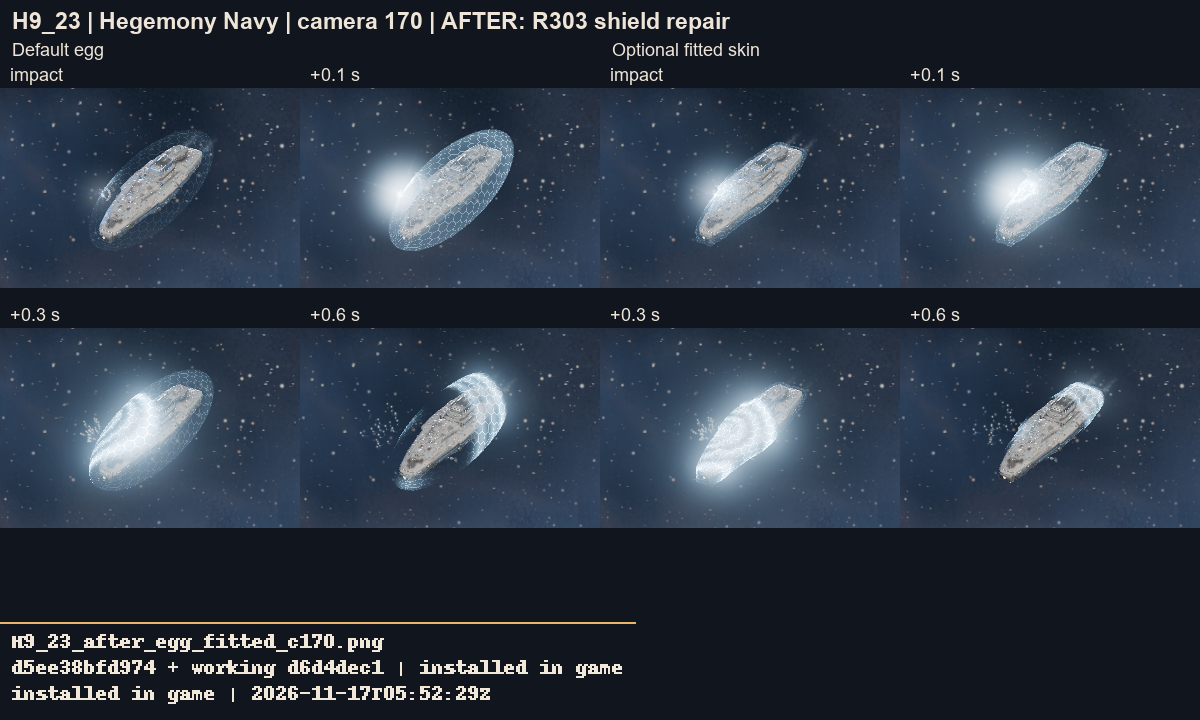 H9_23 | Hegemony Navy | camera 170 | AFTER: R303 shield repair
Default egg
Optional fitted skin
impact
+0.1 s
impact
+0.1 s
+0.3 s
+0.6 s
+0.3 s
+0.6 s
H9_23_after_egg_fitted_c170.png
d5ee38bfd974 + working d6d4dec1 | installed in game
installed in game | 2026-11-17T05:52:29Z